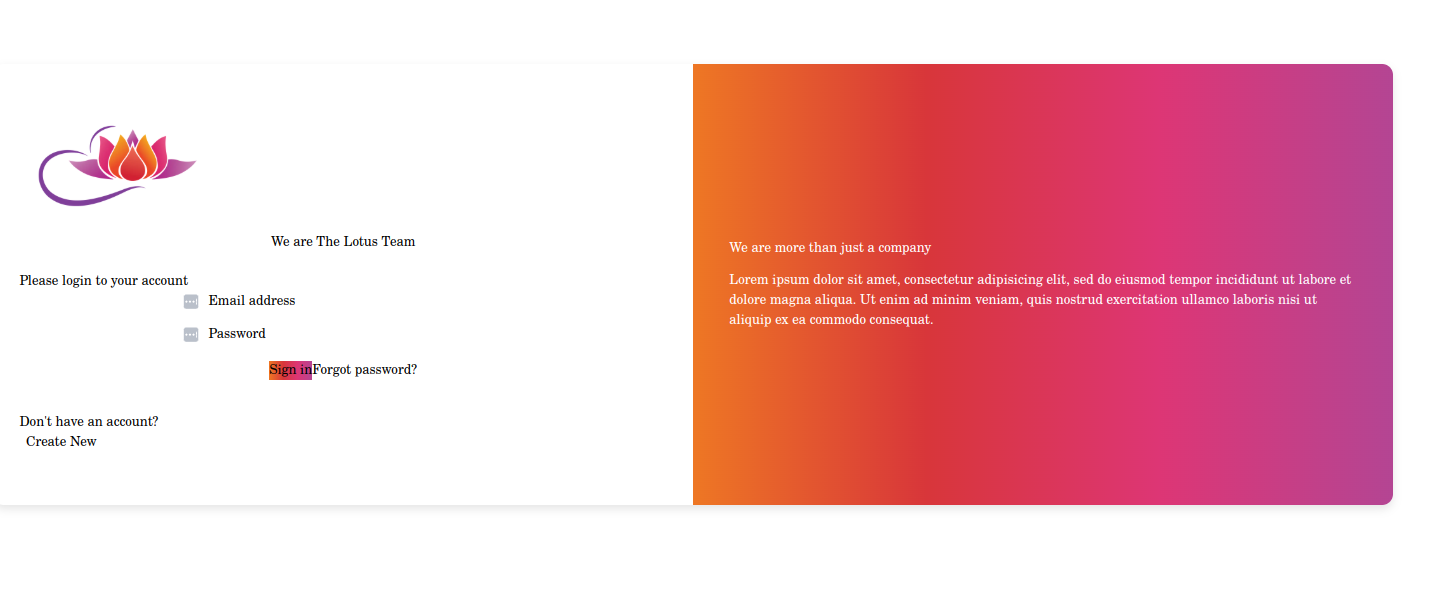 We are The Lotus Team
Please login to your account
Email address
Password
Sign inForgot password?
Don't have an account?
Create New
We are more than just a company
Lorem ipsum dolor sit amet, consectetur adipisicing elit, sed do eiusmod tempor incididunt ut labore et
dolore magna aliqua. Ut enim ad minim veniam, quis nostrud exercitation ullamco laboris nisi ut
aliquip ex ea commodo consequat.